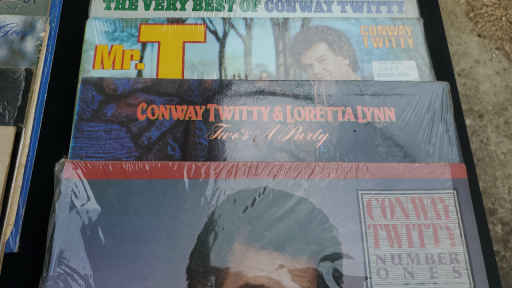 THE VERY BEST OF CONWAY TWITTY
Mr. T
CONWAY
TWITTY
CONWAY TWITTY & LORETTA LYNN
Two's A Party
CONWAY
TWITTY
NUMBER
ONES